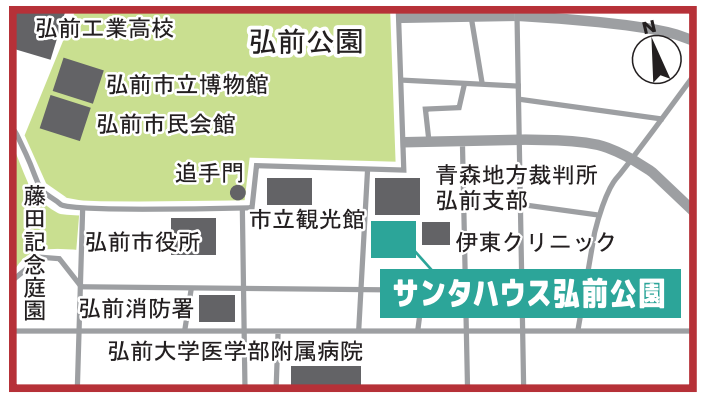 弘前工業高校
弘前公園
N
弘前市立博物館
弘前市民会館
追手門
青森地方裁判所
弘前支部
藤田記念庭園
市立観光館
弘前市役所
伊東クリニック
サンタハウス弘前公園
弘前消防署
弘前大学医学部附属病院